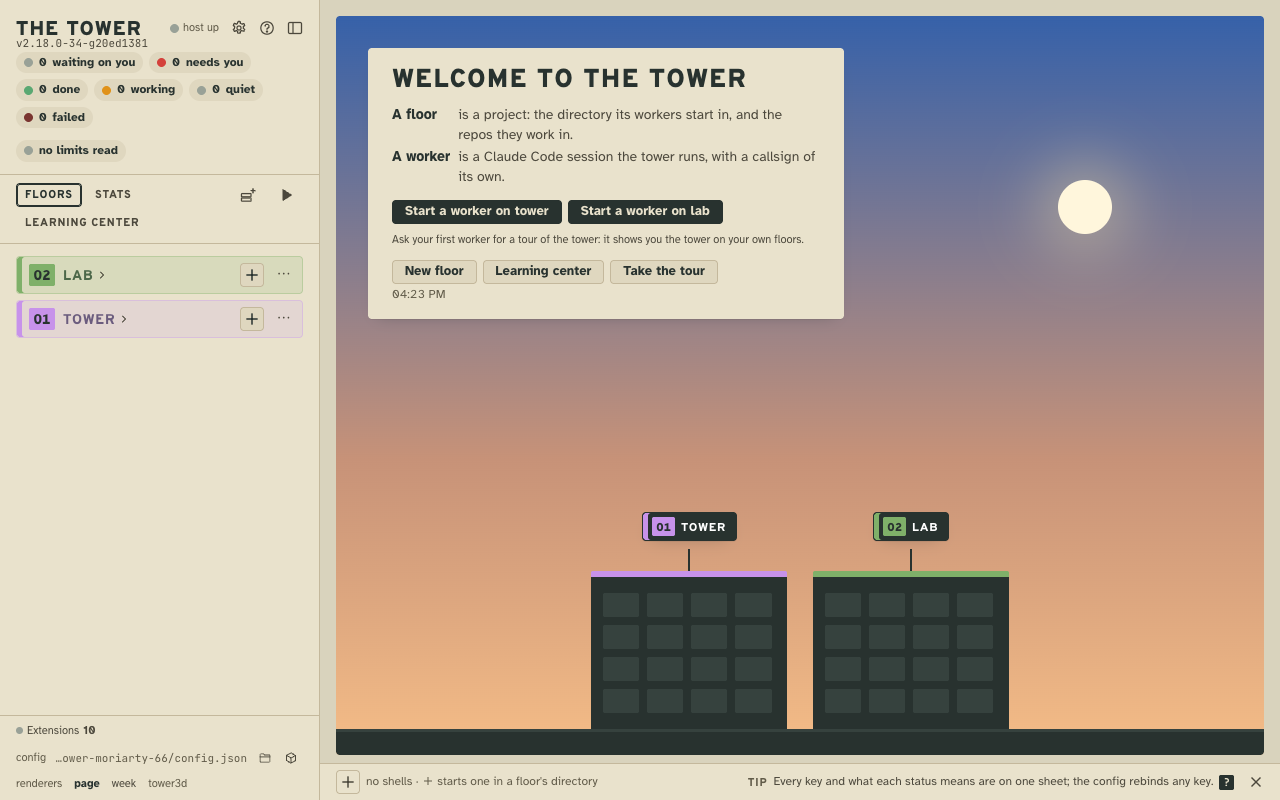 THE TOWER
host up
v2.18.0-34-g20ed1381
0 waiting on you
0 needs you
0 done
0 working
0 quiet
0 failed
no limits read
FLOORS
STATS
LEARNING CENTER
02 LAB
01 TOWER
Extensions 10
config …ower-moriarty-66/config.json
renderers page week tower3d
WELCOME TO THE TOWER
A floor is a project: the directory its workers start in, and the
repos they work in.
A worker is a Claude Code session the tower runs, with a callsign of
its own.
Start a worker on tower
Start a worker on lab
Ask your first worker for a tour of the tower: it shows you the tower on your own floors.
New floor
Learning center
Take the tour
04:23 PM
01 TOWER
02 LAB
no shells · + starts one in a floor's directory
TIP Every key and what each status means are on one sheet; the config rebinds any key. ?